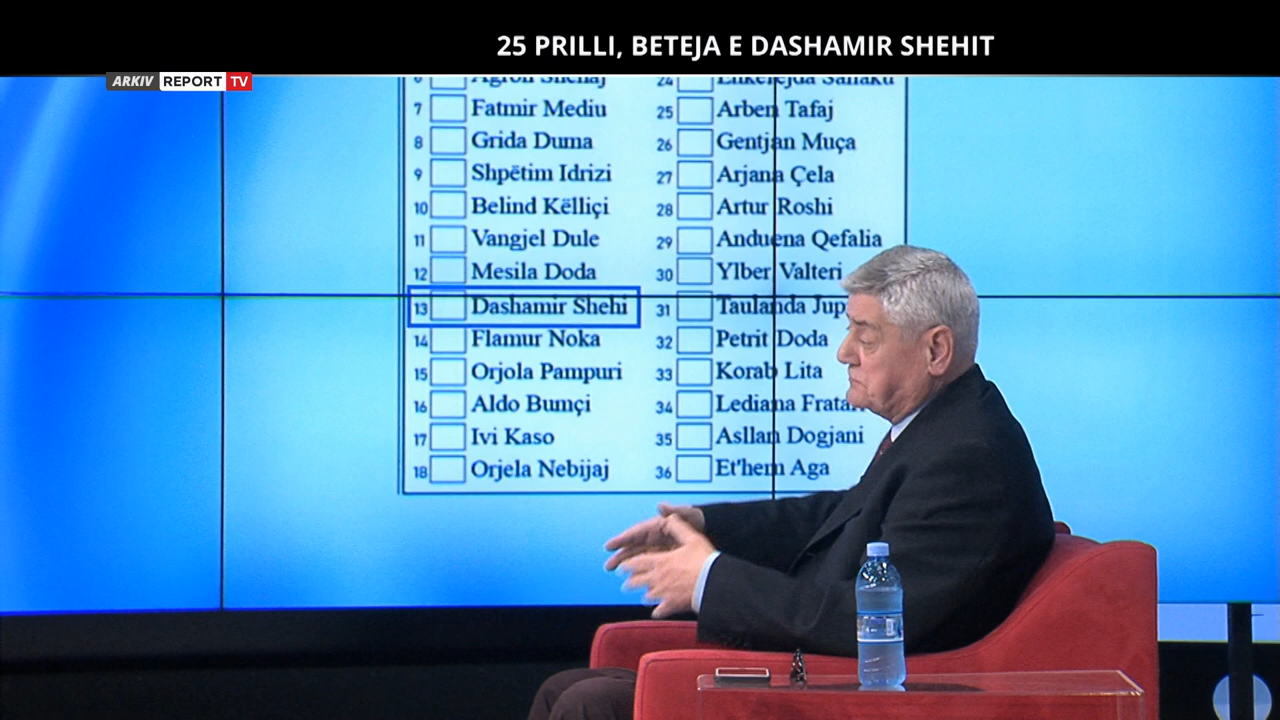 25 PRILLI, BETEJA E DASHAMIR SHEHIT
ARKIV REPORT TV
7 Fatmir Mediu
8 Grida Duma
9 Shpëtim Idrizi
10 Belind Këlliçi
11 Vangjel Dule
12 Mesila Doda
13 Dashamir Shehi
14 Flamur Noka
15 Orjola Pampuri
16 Aldo Bumçi
17 Ivi Kaso
18 Orjela Nebijaj
24
25 Arben Tafaj
26 Gentjan Muça
27 Arjana Çela
28 Artur Roshi
29 Anduena Qefalia
30 Ylber Valteri
31 Taulanda Jup
32 Petrit Doda
33 Korab Lita
34 Lediana
35 Asllan Dogjani
36 Et'hem Aga